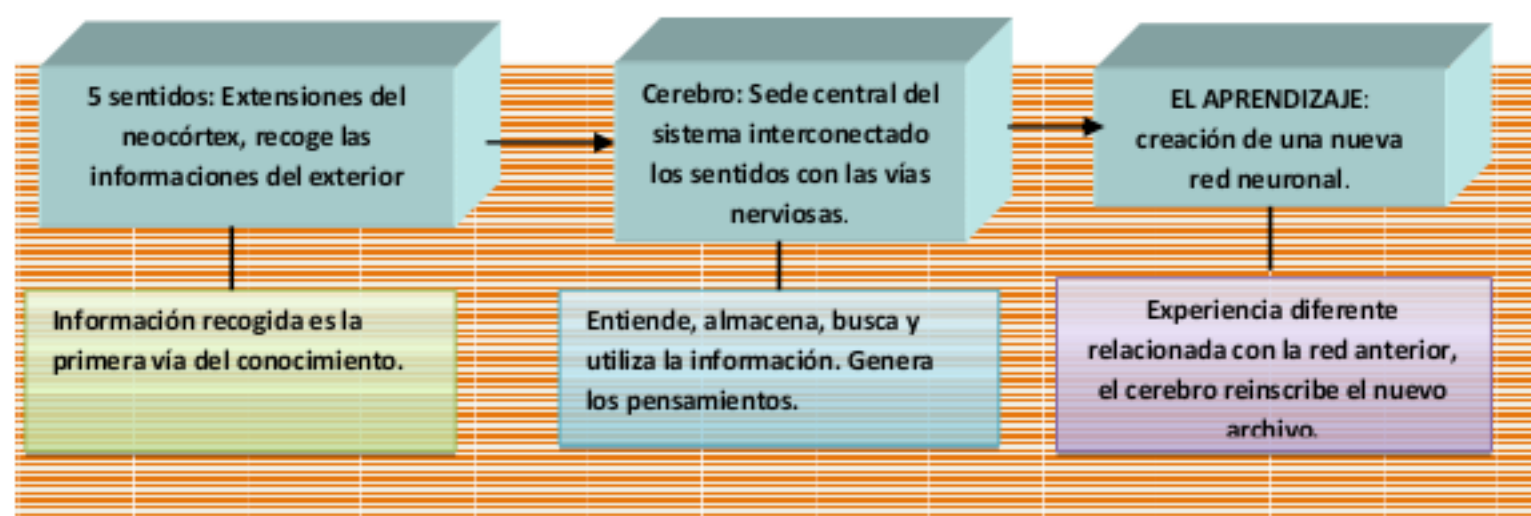 5 sentidos: Extensiones del
neocórtex, recoge las
informaciones del exterior
Cerebro: Sede central del
sistema interconectado
los sentidos con las vías
nerviosas.
EL APRENDIZAJE:
creación de una nueva
red neuronal.
Información recogida es la
primera vía del conocimiento.
Entiende, almacena, busca y
utiliza la información. Genera
los pensamientos.
Experiencia diferente
relacionada con la red anterior,
el cerebro reinscribe el nuevo
archivo.